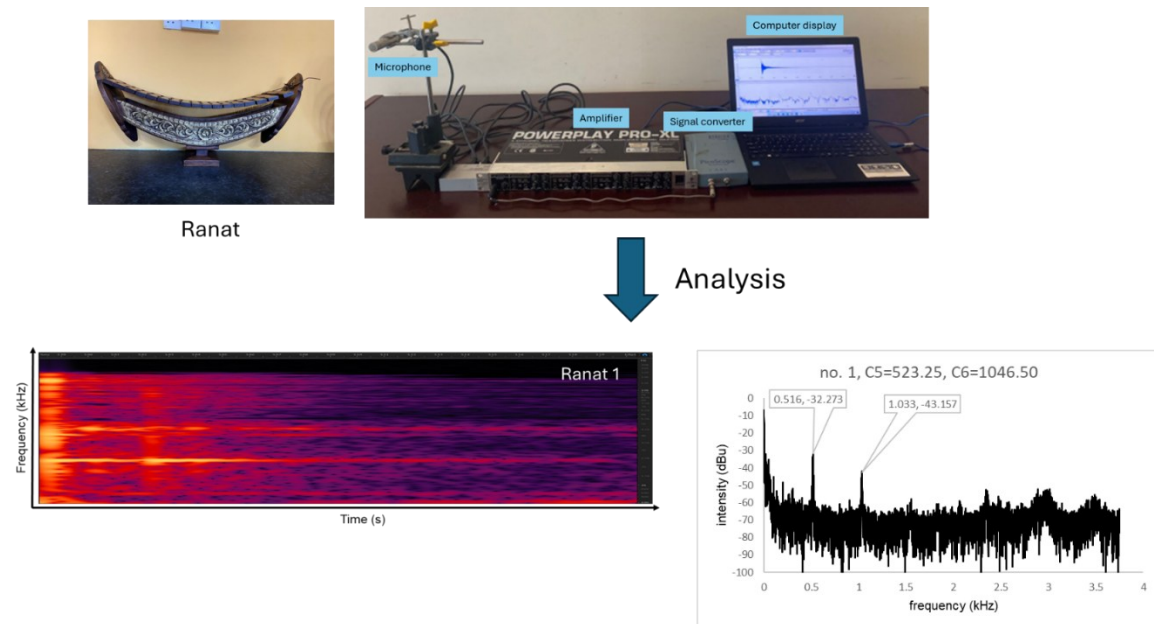 Microphone
Amplifier
Signal converter
Computer display
POWERPLAY PRO-XL
acer
Ranat
Analysis
Ranat 1
Frequency (kHz)
Time (s)
no. 1, C5=523.25, C6=1046.50
0.516, -32.273
1.033, -43.157
intensity (dBu)
0
-10
-20
-30
-40
-50
-60
-70
-80
-90
-100
0 0.5 1 1.5 2 2.5 3 3.5 4
frequency (kHz)